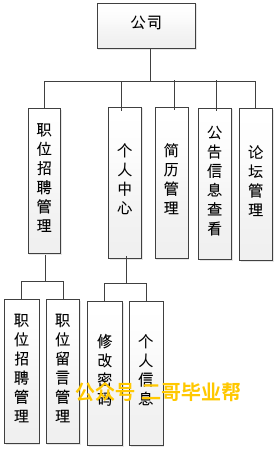 公司
职位招聘管理
个人中心
简历管理
公告信息查看
论坛管理
职位招聘管理
职位留言管理
修改密码
个人信息
公众号 二哥毕业帮